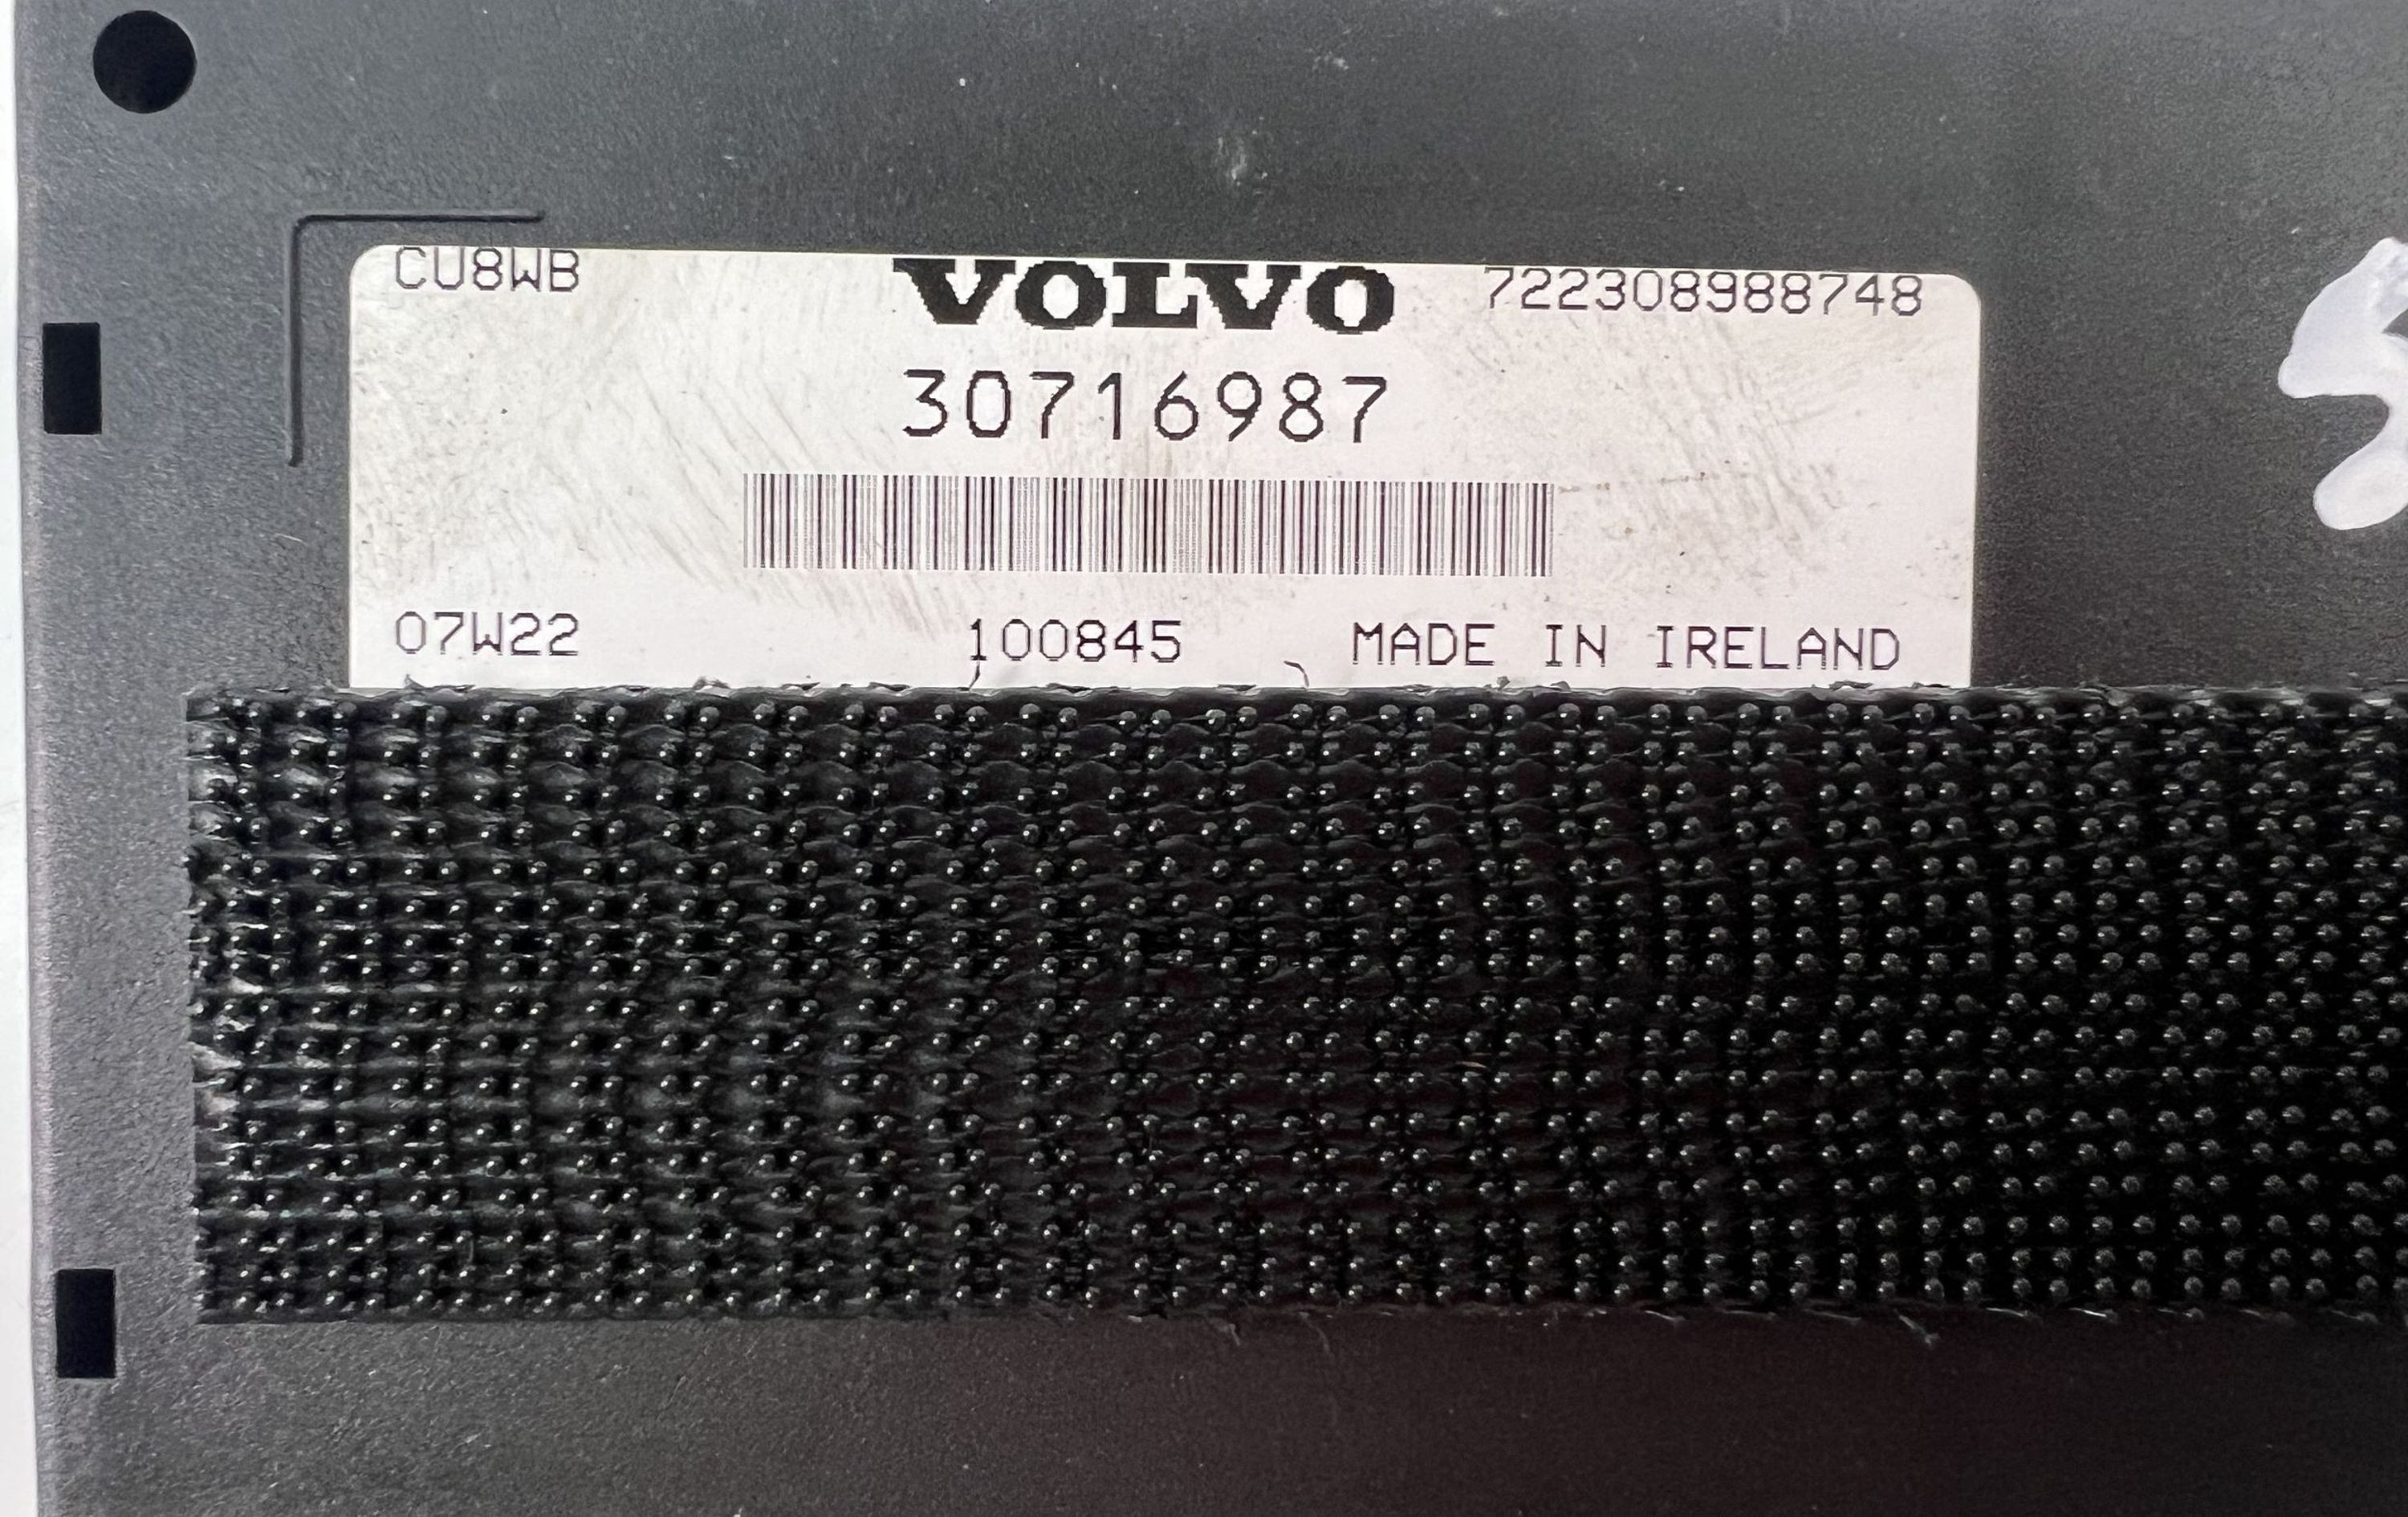 CU8WB VOLVO 722308988748
30716987
07W22 100845 MADE IN IRELAND